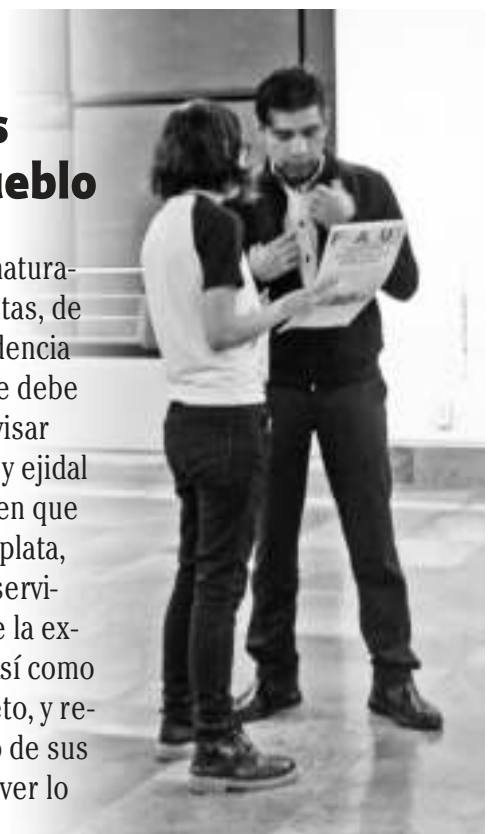 s
ueblo
natura-
tas, de
dencia
e debe
visar
y ejidal
en que
plata,
servi-
e la ex-
sí como
eto, y re-
o de sus
ver lo
F A U